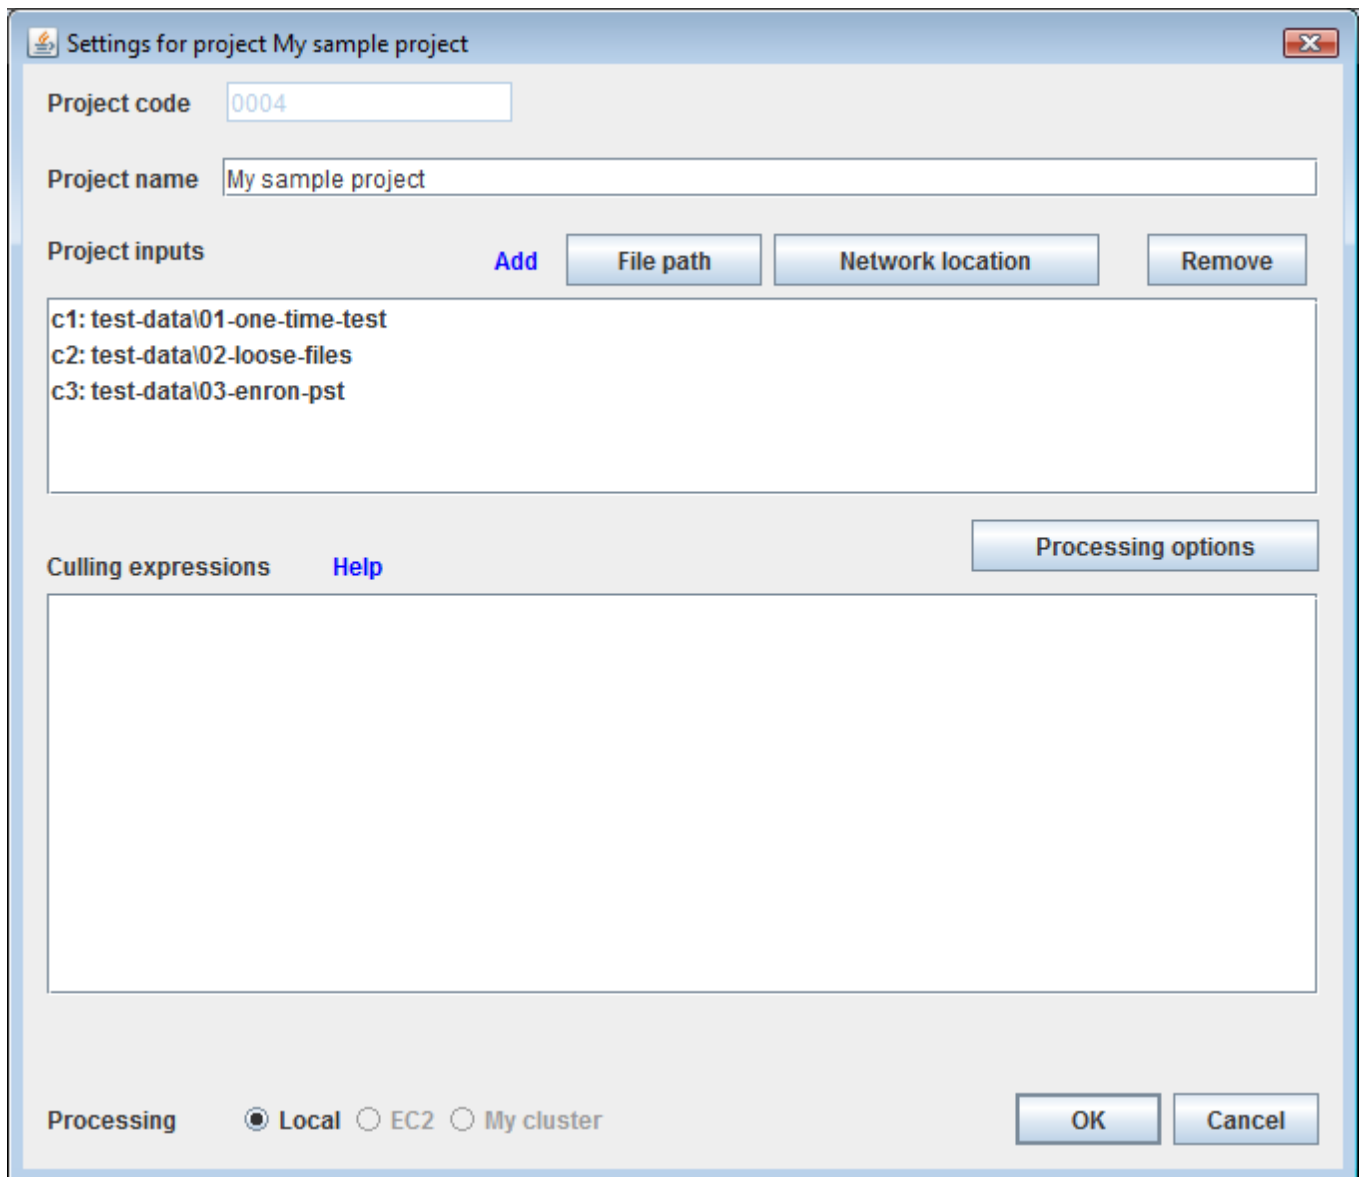 Settings for project My sample project
Project code 0004
Project name My sample project
Project inputs Add File path Network location Remove
c1: test-data\01-one-time-test
c2: test-data\02-loose-files
c3: test-data\03-enron-pst
Processing options
Culling expressions Help
Processing Local EC2 My cluster OK Cancel